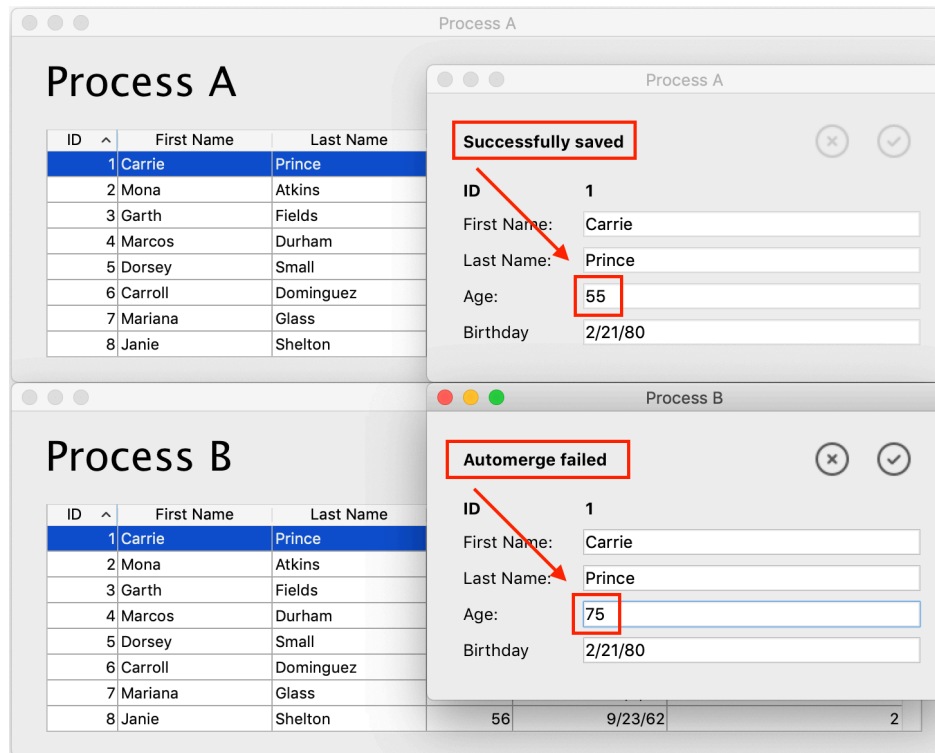 Process A
Process A
ID First Name Last Name
1 Carrie Prince
2 Mona Atkins
3 Garth Fields
4 Marcos Durham
5 Dorsey Small
6 Carroll Dominguez
7 Mariana Glass
8 Janie Shelton
Process A
Successfully saved
ID 1
First Name: Carrie
Last Name: Prince
Age: 55
Birthday 2/21/80
Process B
ID First Name Last Name
1 Carrie Prince
2 Mona Atkins
3 Garth Fields
4 Marcos Durham
5 Dorsey Small
6 Carroll Dominguez
7 Mariana Glass
8 Janie Shelton 56 9/23/62 2
Process B
Automerge failed
ID 1
First Name: Carrie
Last Name: Prince
Age: 75
Birthday 2/21/80